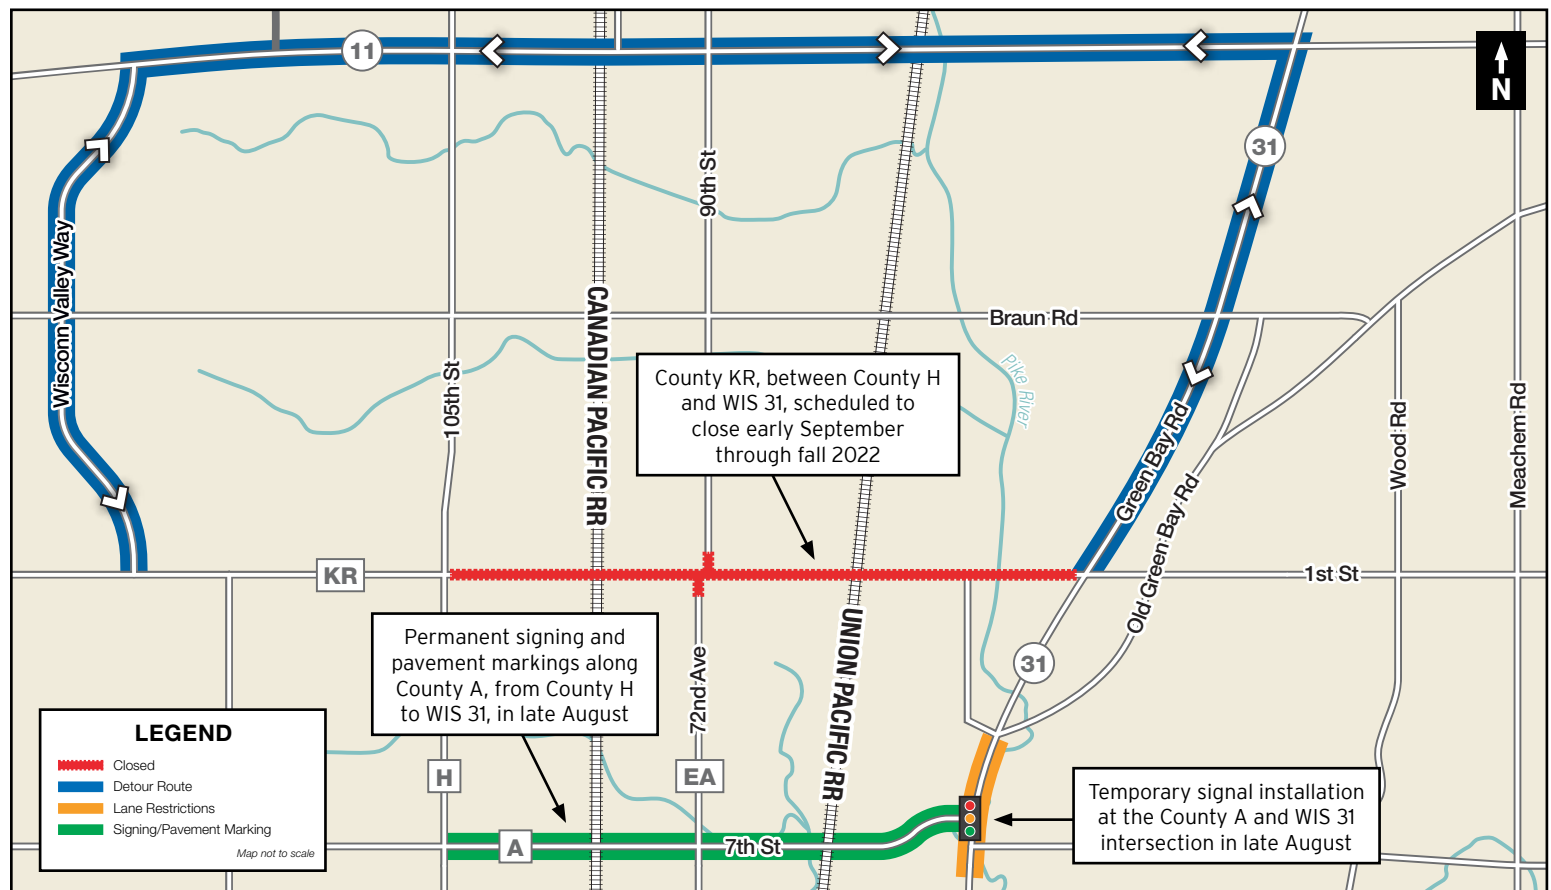 11
N
31
90th St
Wisconn Valley Way
CANADIAN PACIFIC RR
Braun Rd
105th St
Pike River
County KR, between County H
and WIS 31, scheduled to
close early September
through fall 2022
Green Bay Rd
Old Green Bay Rd
Wood Rd
Meachem Rd
KR
1st St
Permanent signing and
pavement markings along
County A, from County H
to WIS 31, in late August
72nd Ave
UNION PACIFIC RR
31
LEGEND
Closed
Detour Route
Lane Restrictions
Signing/Pavement Marking
Map not to scale
H
EA
A
7th St
Temporary signal installation
at the County A and WIS 31
intersection in late August